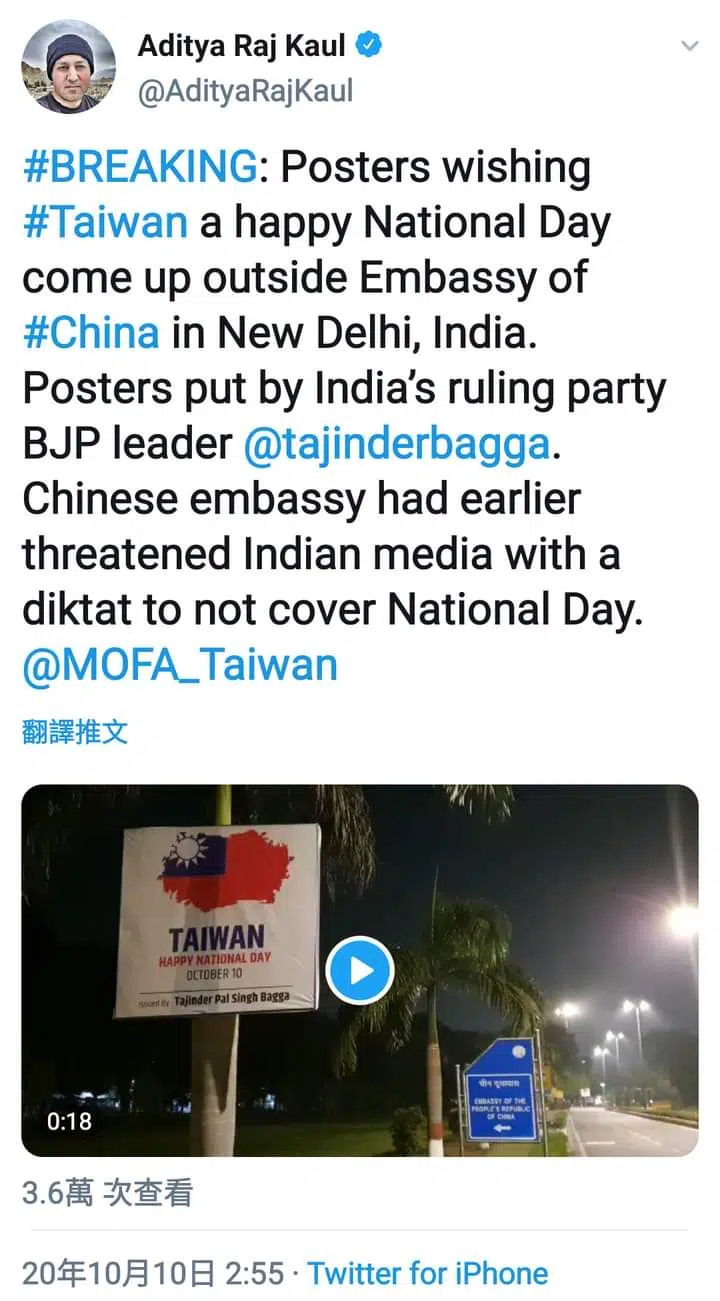 Aditya Raj Kaul
@AdityaRajKaul
#BREAKING: Posters wishing
#Taiwan a happy National Day
come up outside Embassy of
#China in New Delhi, India.
Posters put by India’s ruling party
BJP leader @tajinderbagga.
Chinese embassy had earlier
threatened Indian media with a
diktat to not cover National Day.
@MOFA_Taiwan
翻譯推文
TAIWAN
HAPPY NATIONAL DAY
OCTOBER 10
Issued By Tajinder Pal Singh Bagga
चीन दूतावास
EMBASSY OF THE
PEOPLE'S REPUBLIC
OF CHINA
0:18
3.6萬 次查看
20年10月10日 2:55 · Twitter for iPhone